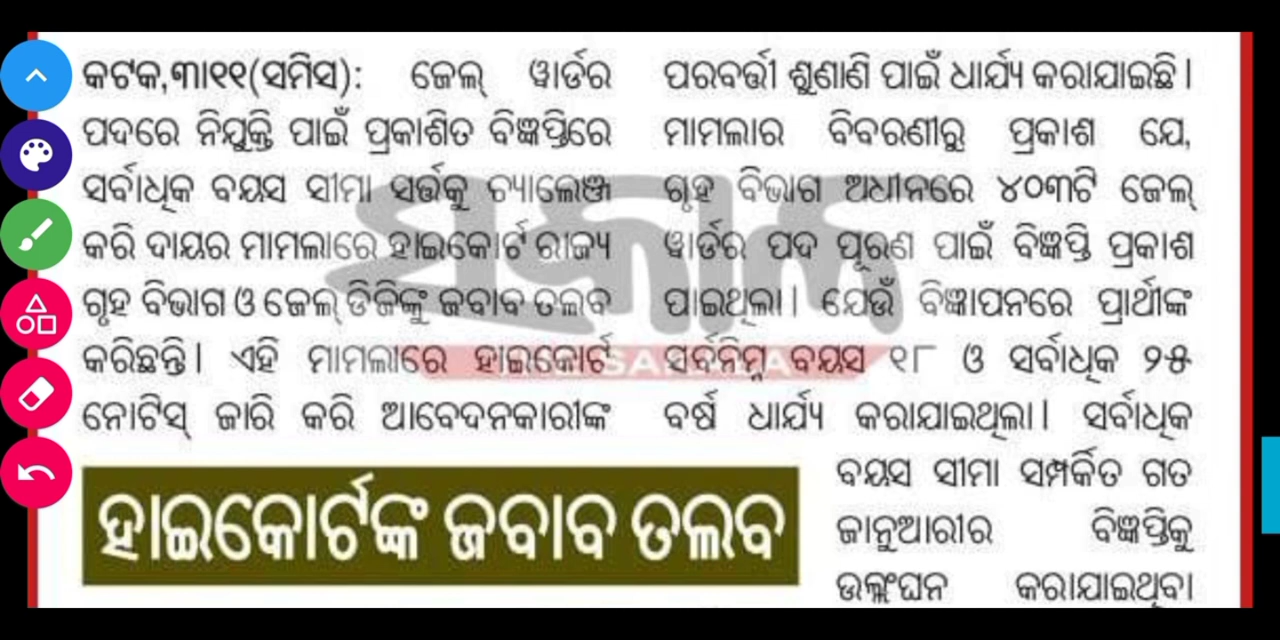 କଟକ,୩ା୧୧(ସମିସ): ଜେଲ୍ ୱାର୍ଡର
ପଦରେ ନିଯୁକ୍ତି ପାଇଁ ପ୍ରକାଶିତ ବିଜ୍ଞପ୍ତିରେ
ସର୍ବାଧିକ ବୟସ ସୀମା ସର୍ତ୍ତକୁ ଚ୍ୟାଲେଞ୍ଜ
କରି ଦାୟର ମାମଲାରେ ହାଇକୋର୍ଟ ରାଜ୍ୟ
ଗୃହ ବିଭାଗ ଓ ଜେଲ୍ ଡିଜିଙ୍କୁ ଜବାବ ତଲବ
କରିଛନ୍ତି। ଏହି ମାମଲାରେ ହାଇକୋର୍ଟ
ନୋଟିସ୍ ଜାରି କରି ଆବେଦନକାରୀଙ୍କ
ହାଇକୋର୍ଟଙ୍କ ଜବାବ ତଲବ
ପରବର୍ତ୍ତୀ ଶୁଣାଣି ପାଇଁ ଧାର୍ଯ୍ୟ କରାଯାଇଛି।
ମାମଲାର ବିବରଣୀରୁ ପ୍ରକାଶ ଯେ,
ଗୃହ ବିଭାଗ ଅଧୀନରେ ୪୦୩ଟି ଜେଲ୍
ୱାର୍ଡର ପଦ ପୂରଣ ପାଇଁ ବିଜ୍ଞପ୍ତି ପ୍ରକାଶ
ପାଇଥିଲା। ଯେଉଁ ବିଜ୍ଞାପନରେ ପ୍ରାର୍ଥୀଙ୍କ
ସର୍ବନିମ୍ନ ବୟସ ୧୮ ଓ ସର୍ବାଧିକ ୨୫
ବର୍ଷ ଧାର୍ଯ୍ୟ କରାଯାଇଥିଲା। ସର୍ବାଧିକ
ବୟସ ସୀମା ସମ୍ପର୍କିତ ଗତ
ଜାନୁଆରୀର ବିଜ୍ଞପ୍ତିକୁ
ଉଲ୍ଲଂଘନ କରାଯାଇଥିବା